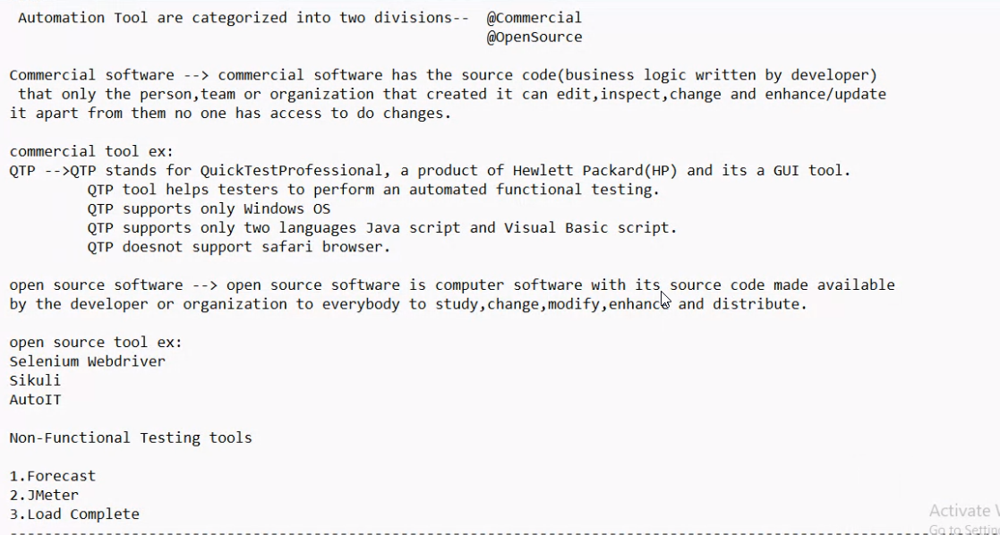 Automation Tool are categorized into two divisions-- @Commercial
@OpenSource
Commercial software --> commercial software has the source code(business logic written by developer)
that only the person,team or organization that created it can edit,inspect,change and enhance/update
it apart from them no one has access to do changes.
commercial tool ex:
QTP -->QTP stands for QuickTestProfessional, a product of Hewlett Packard(HP) and its a GUI tool.
QTP tool helps testers to perform an automated functional testing.
QTP supports only Windows OS
QTP supports only two languages Java script and Visual Basic script.
QTP doesnot support safari browser.
open source software --> open source software is computer software with its source code made available
by the developer or organization to everybody to study,change,modify,enhance and distribute.
open source tool ex:
Selenium Webdriver
Sikuli
AutoIT
Non-Functional Testing tools
1.Forecast
2.JMeter
3.Load Complete
Activate
Go to